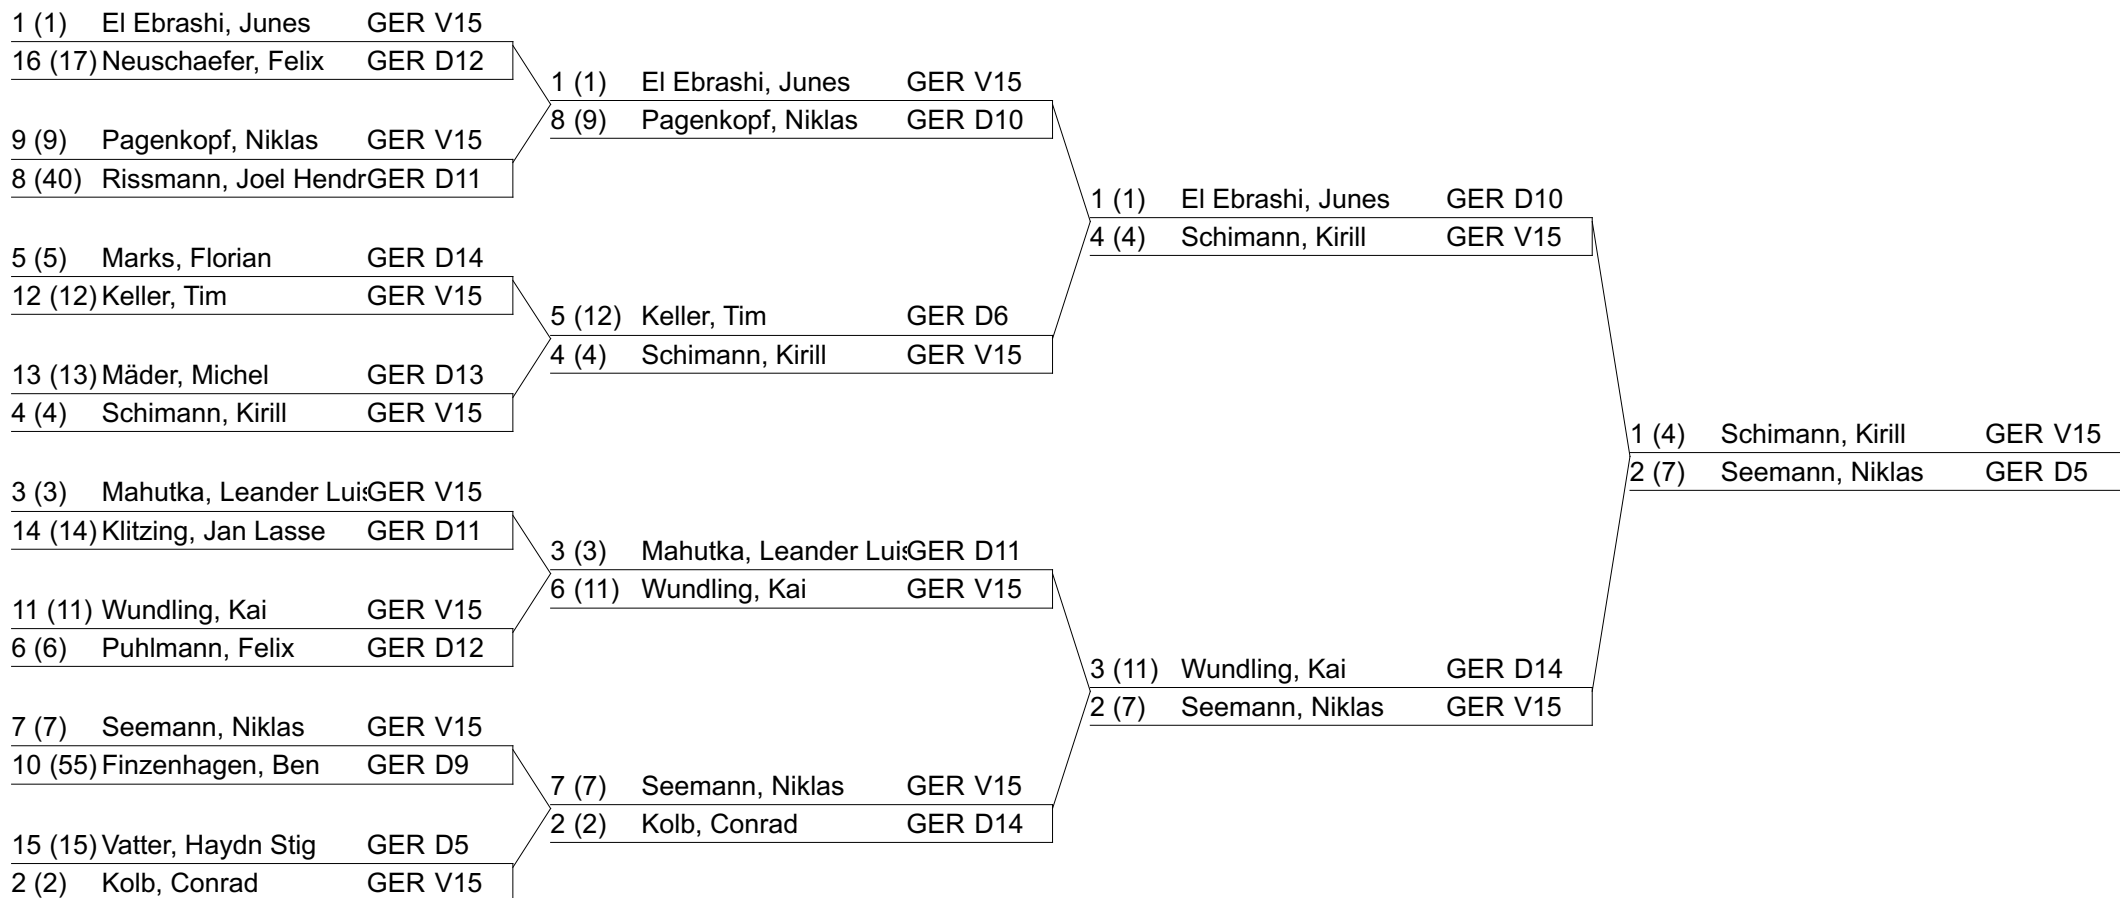 1 (1) El Ebrashi, Junes GER V15
16 (17) Neuschaefer, Felix GER D12
9 (9) Pagenkopf, Niklas GER V15
8 (40) Rissmann, Joel Hendr GER D11
5 (5) Marks, Florian GER D14
12 (12) Keller, Tim GER V15
13 (13) Mäder, Michel GER D13
4 (4) Schimann, Kirill GER V15
3 (3) Mahutka, Leander Luis GER V15
14 (14) Klitzing, Jan Lasse GER D11
11 (11) Wundling, Kai GER V15
6 (6) Puhlmann, Felix GER D12
7 (7) Seemann, Niklas GER V15
10 (55) Finzenhagen, Ben GER D9
15 (15) Vatter, Haydn Stig GER D5
2 (2) Kolb, Conrad GER V15
1 (1) El Ebrashi, Junes GER V15
8 (9) Pagenkopf, Niklas GER D10
5 (12) Keller, Tim GER D6
4 (4) Schimann, Kirill GER V15
3 (3) Mahutka, Leander Luis GER D11
6 (11) Wundling, Kai GER V15
7 (7) Seemann, Niklas GER V15
2 (2) Kolb, Conrad GER D14
1 (1) El Ebrashi, Junes GER D10
4 (4) Schimann, Kirill GER V15
3 (11) Wundling, Kai GER D14
2 (7) Seemann, Niklas GER V15
1 (4) Schimann, Kirill GER V15
2 (7) Seemann, Niklas GER D5